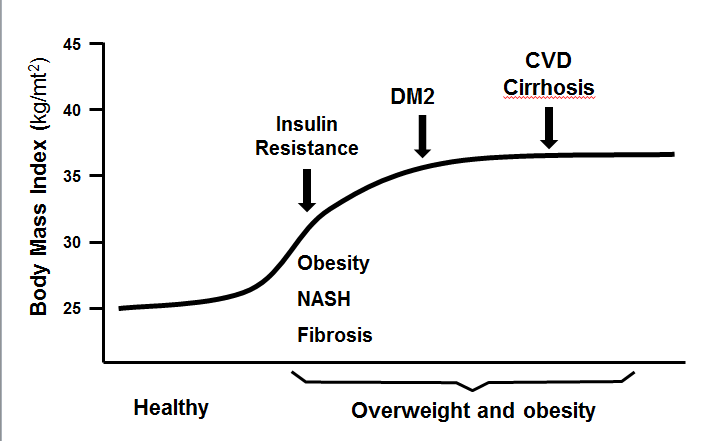 Body Mass Index (kg/mt²)
45
40
35
30
25
Insulin
Resistance
DM2
CVD
Cirrhosis
Obesity
NASH
Fibrosis
Healthy
Overweight and obesity